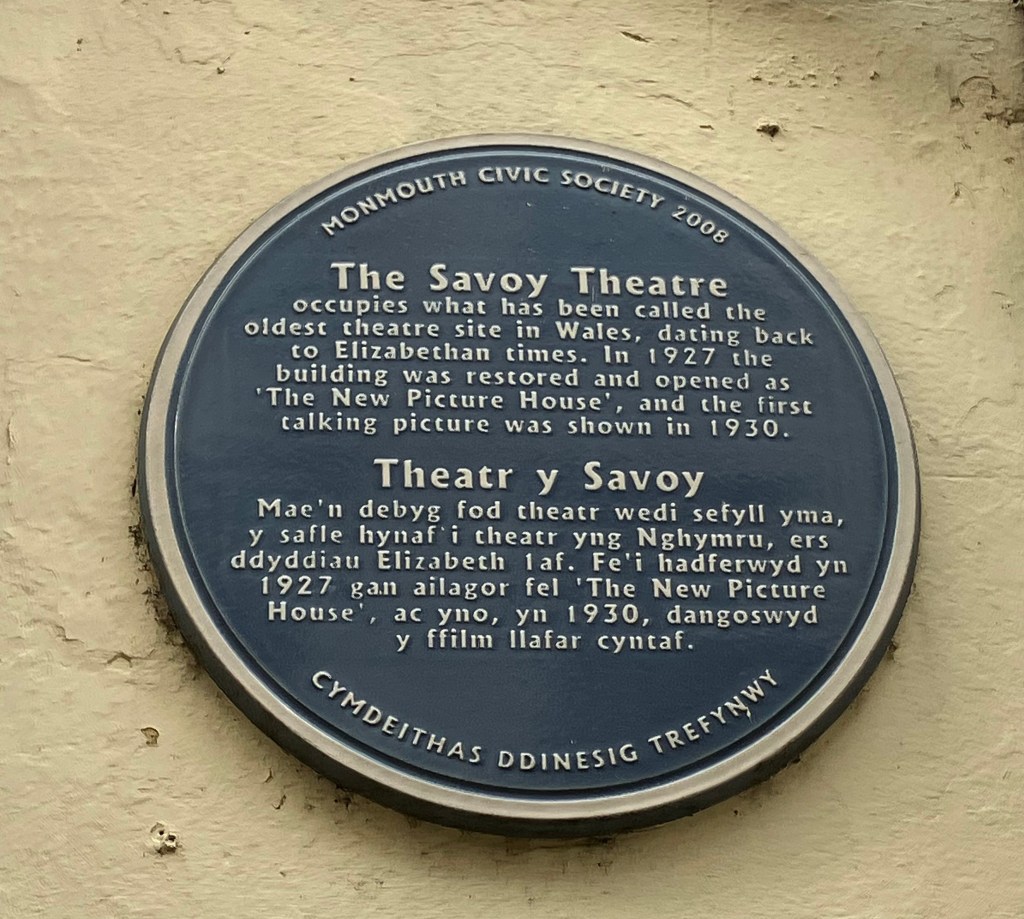 MONMOUTH CIVIC SOCIETY 2008
The Savoy Theatre
occupies what has been called the
oldest theatre site in Wales, dating back
to Elizabethan times. In 1927 the
building was restored and opened as
'The New Picture House', and the first
talking picture was shown in 1930.
Theatr y Savoy
Mae'n debyg fod theatr wedi sefyll yma,
y safle hynaf i theatr yng Nghymru, ers
ddyddiau Elizabeth 1af. Fe'i hadferwyd yn
1927 gan ailagor fel 'The New Picture
House', ac yno, yn 1930, dangoswyd
y ffilm llafar cyntaf.
CYMDEITHAS DDINESIG TREFYNWY